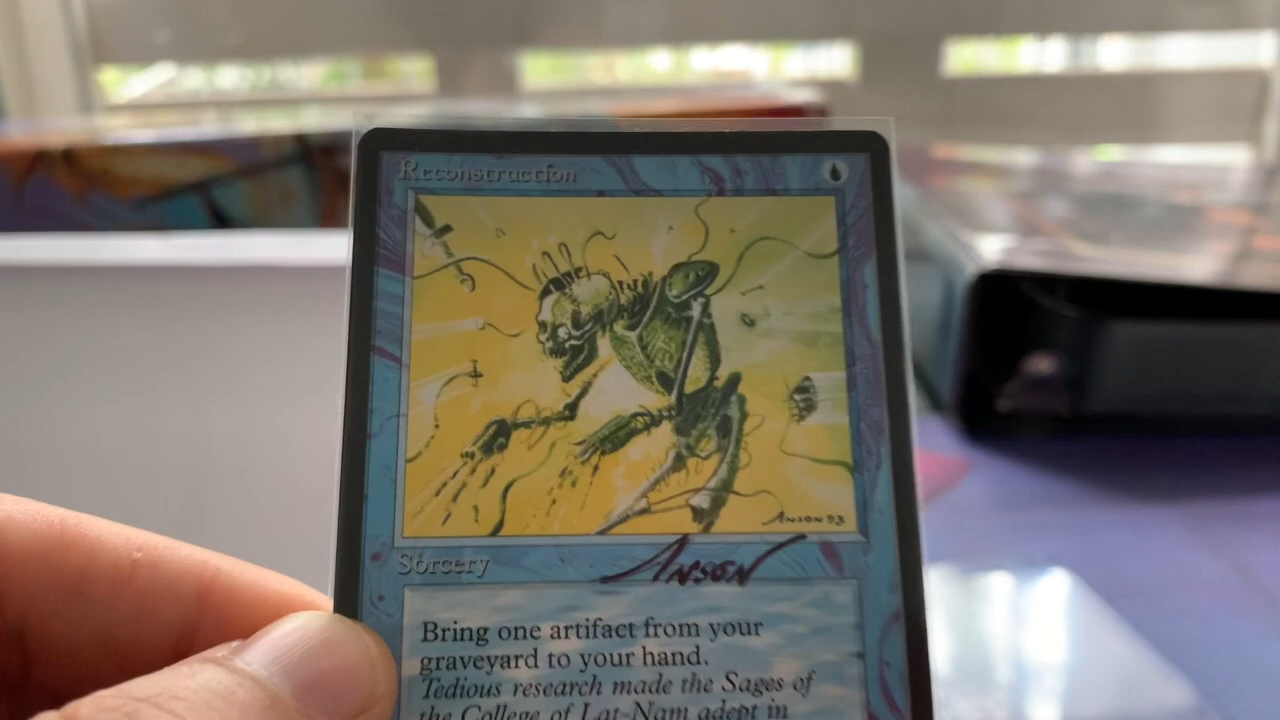 Reconstruction
Anson 93
Sorcery
Anson
Bring one artifact from your
graveyard to your hand.
Tedious research made the Sages of
the College of Lat-Nam adept in